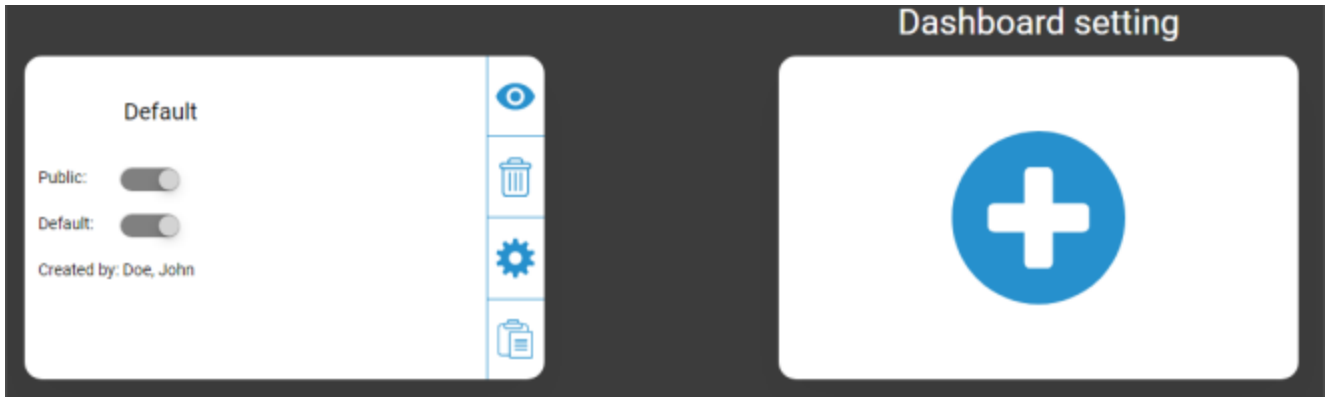 Dashboard setting
Default
Public:
Default:
Created by: Doe, John